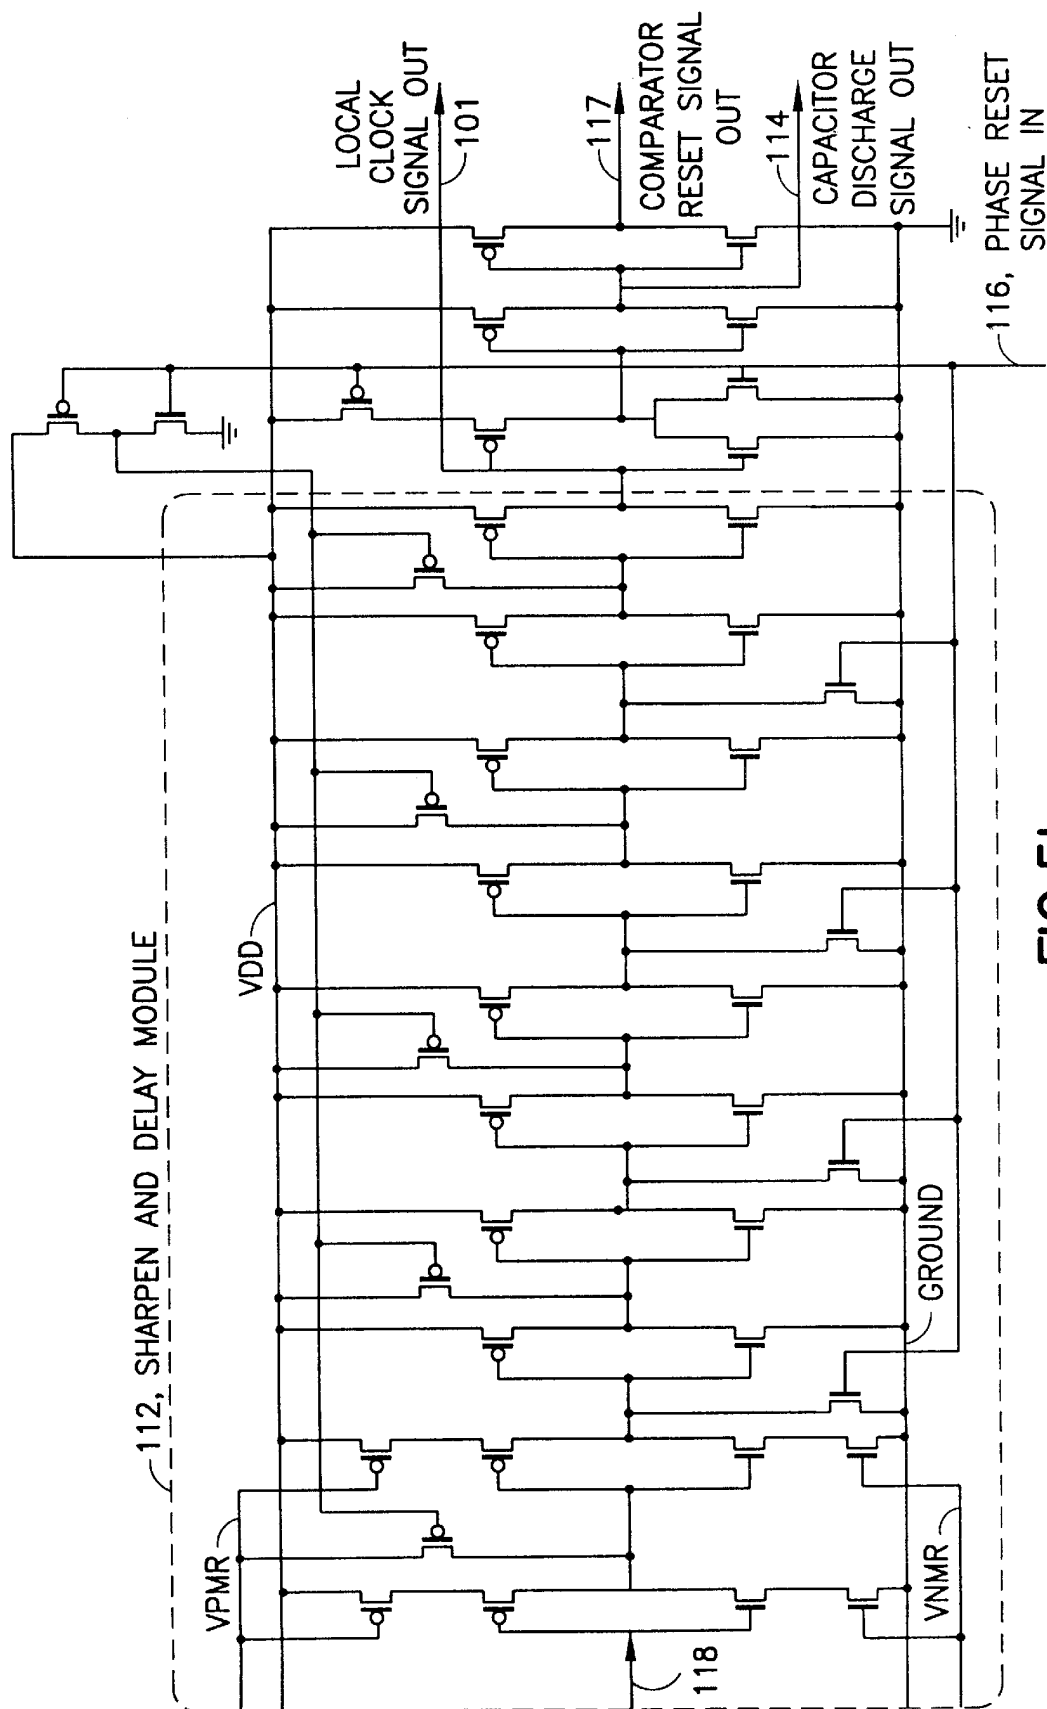 112, SHARPEN AND DELAY MODULE
VPMR
VDD
118
VNMR
GROUND
LOCAL
CLOCK
SIGNAL OUT
101
117
COMPARATOR
RESET SIGNAL
OUT
114
CAPACITOR
DISCHARGE
SIGNAL OUT
116, PHASE RESET
SIGNAL IN